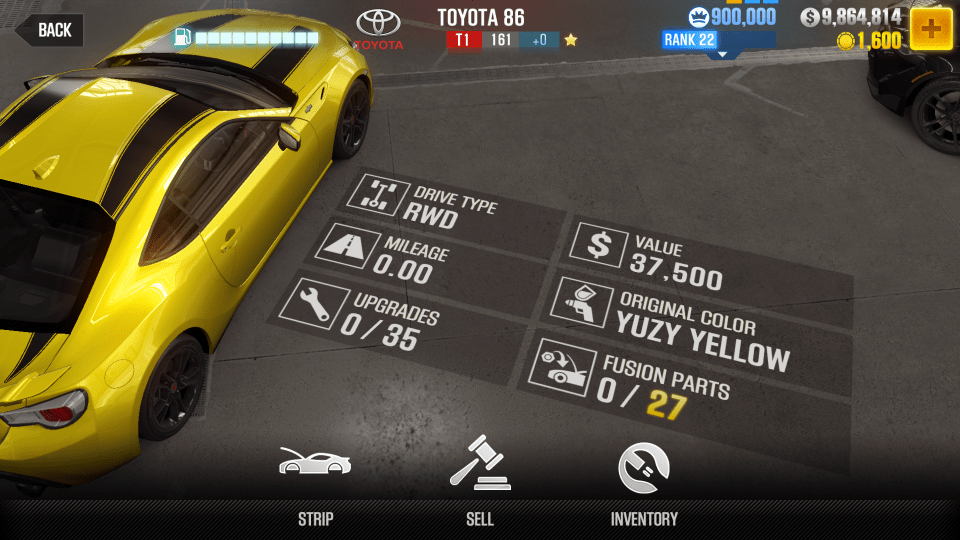 BACK
TOYOTA
TOYOTA 86
T1 161 +0
900,000
RANK 22
$ 9,864,814
1,600
DRIVE TYPE
RWD
MILEAGE
0.00
UPGRADES
0/35
$
VALUE
37,500
ORIGINAL COLOR
YUZY YELLOW
FUSION PARTS
0/27
STRIP
SELL
INVENTORY